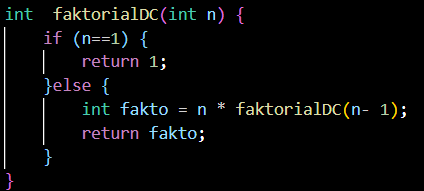 int  faktorialDC(int n) {
    if (n==1) {
        return 1;
    }else {
        int fakto = n * faktorialDC(n- 1);
        return fakto;
    }
}